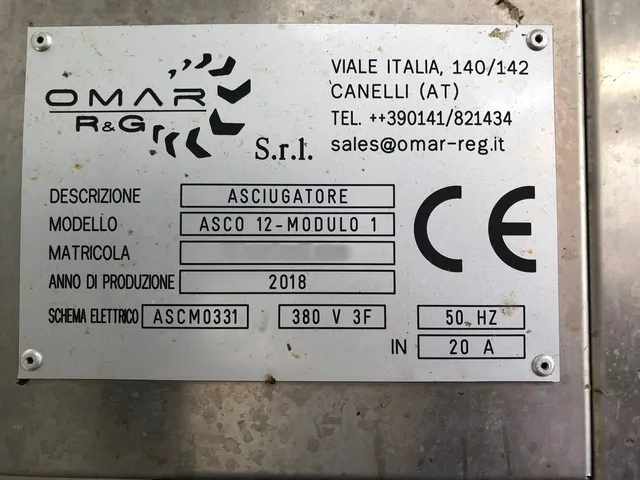 OMAR
R&G
S.r.l.
VIALE ITALIA, 140/142
CANELLI (AT)
TEL. ++390141/821434
sales@omar-reg.it
DESCRIZIONE ASCIUGATORE
MODELLO ASCO 12-MODULO 1
MATRICOLA
ANNO DI PRODUZIONE 2018
SCHEMA ELETTRICO ASCM0331 380 V 3F 50 HZ
IN 20 A
CE